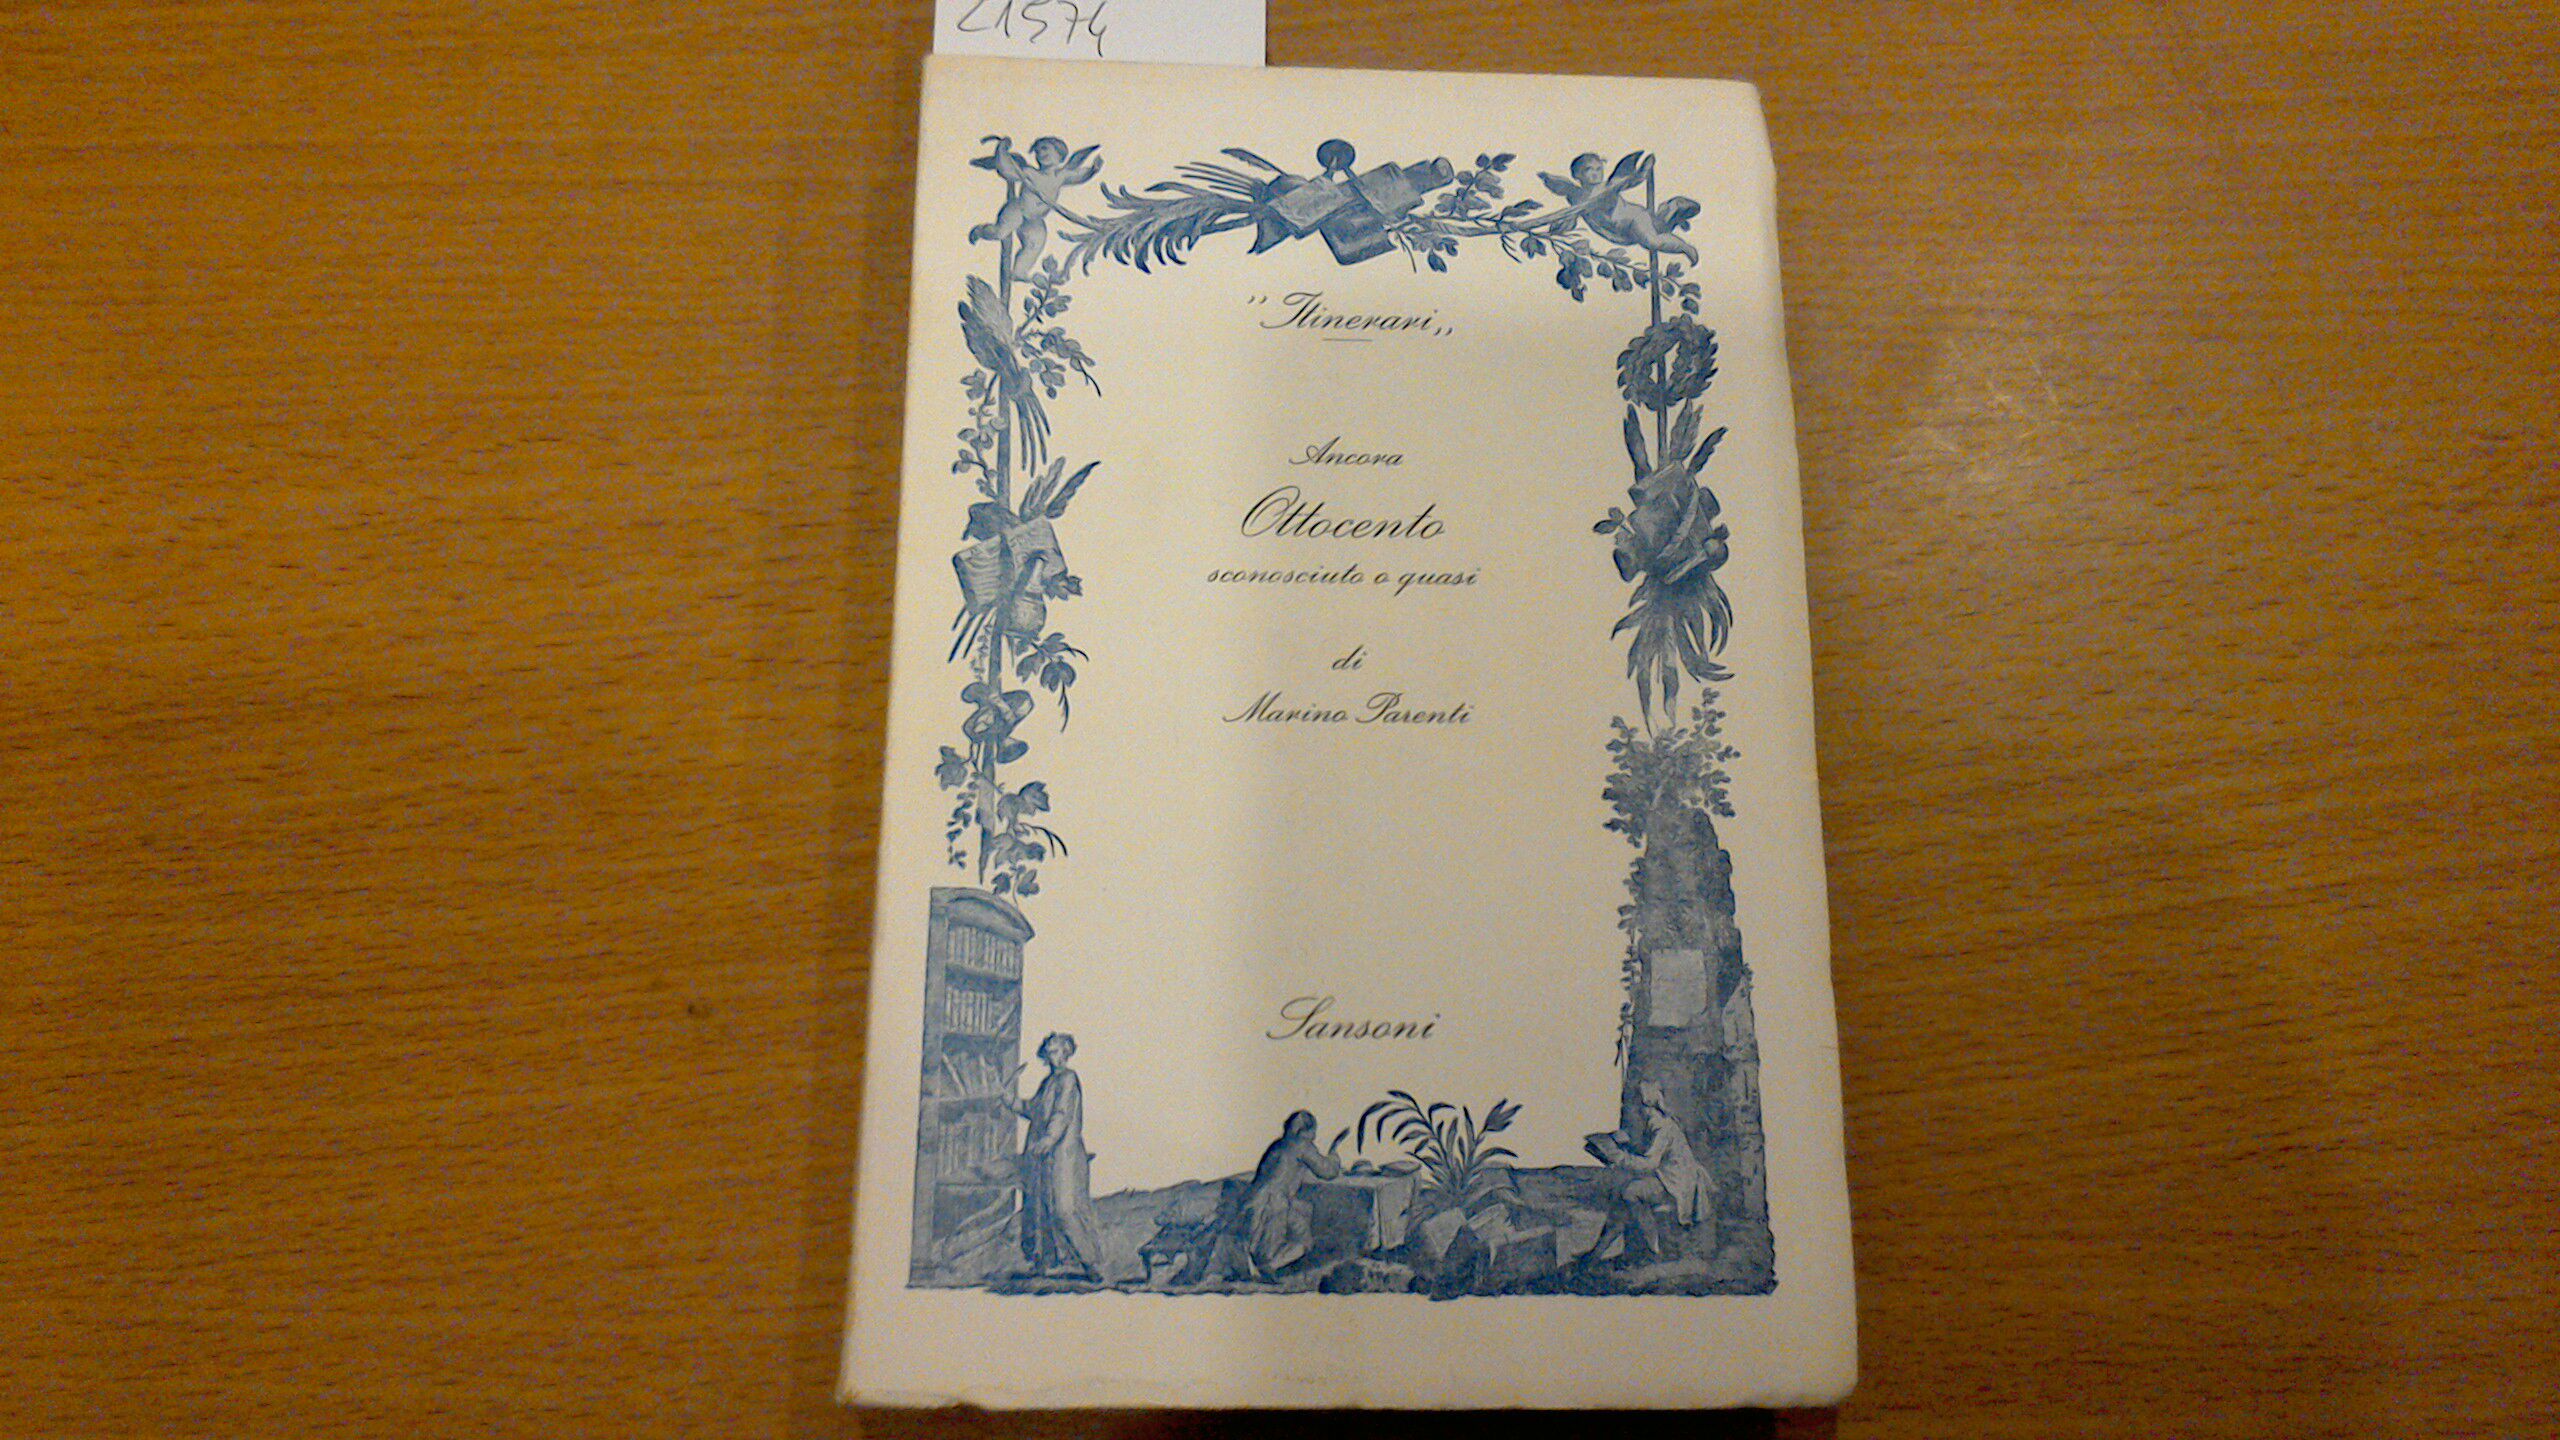 21574
"Itinerari„
Ancora
Ottocento
sconosciuto o quasi
di
Marino Parenti
Sansoni